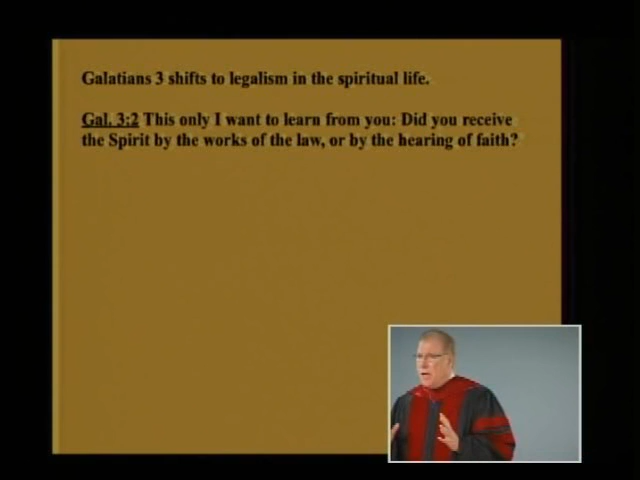 Galatians 3 shifts to legalism in the spiritual life.
Gal. 3:2 This only I want to learn from you: Did you receive
the Spirit by the works of the law, or by the hearing of faith?